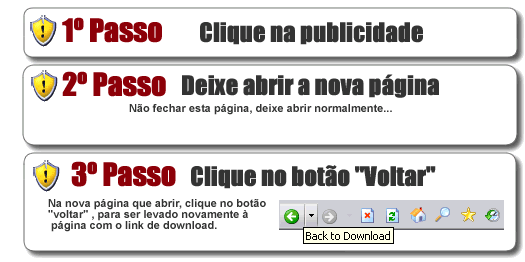 1º Passo Clique na publicidade
2º Passo Deixe abrir a nova página
Não fechar esta página, deixe abrir normalmente...
3º Passo Clique no botão "Voltar"
Na nova página que abrir, clique no botão
"voltar" , para ser levado novamente à
página com o link de download.
Back to Download